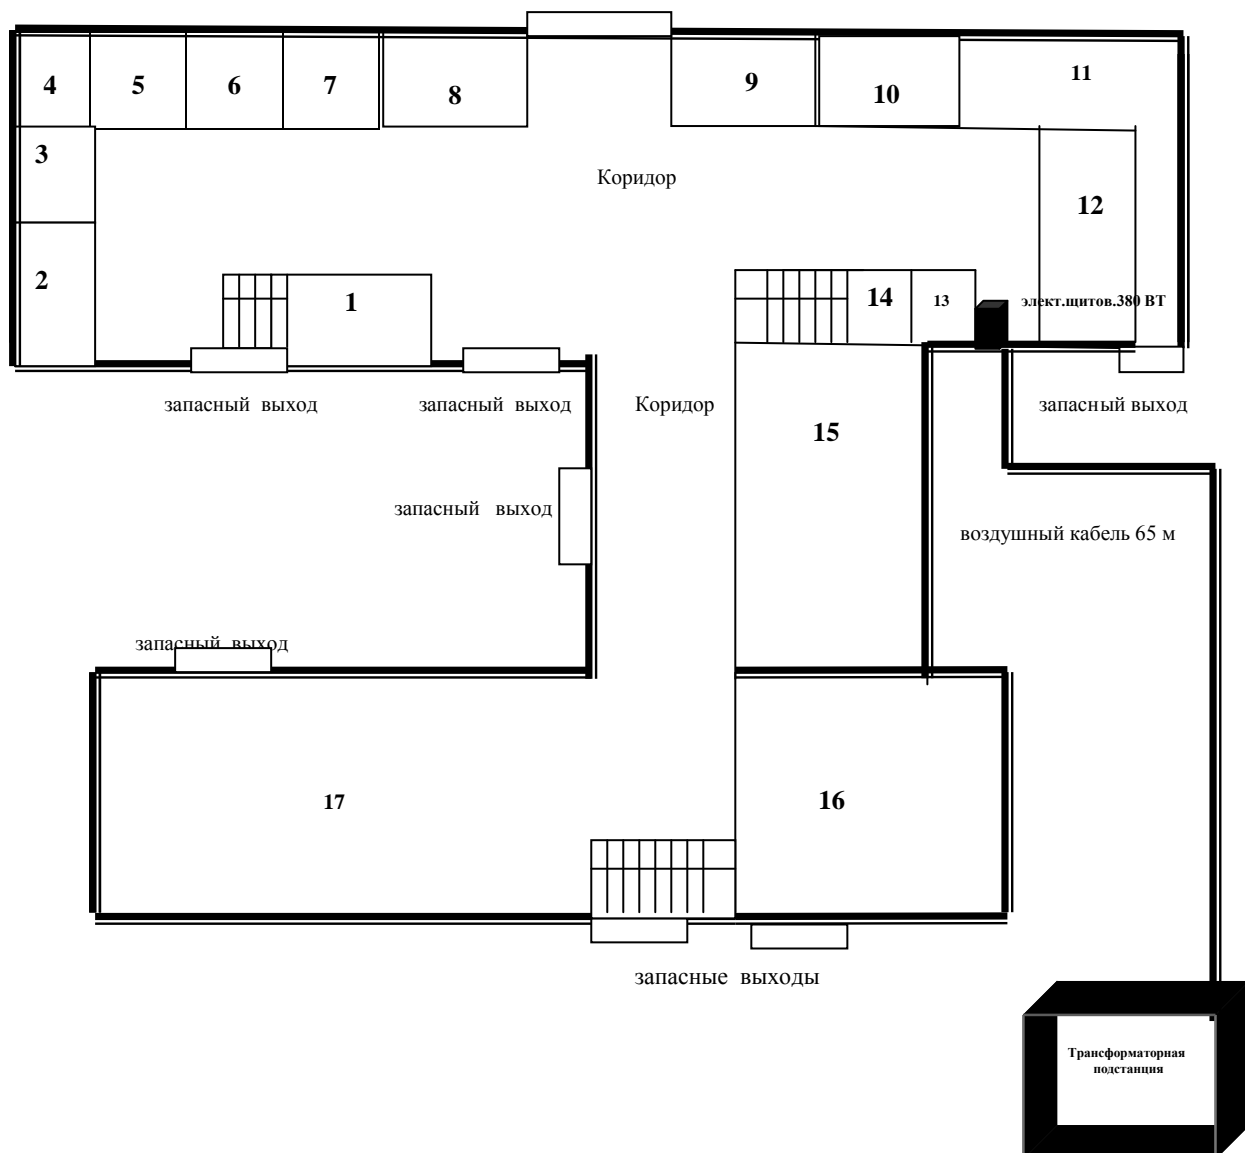 4 5 6 7 8 9 10 11
3
Коридор
12
2
1
14 13 элект.щитов.380 ВТ
запасный выход запасный выход Коридор запасный выход
15
запасный выход
воздушный кабель 65 м
запасный выход
17 16
запасные выходы
Трансформаторная
подстанция